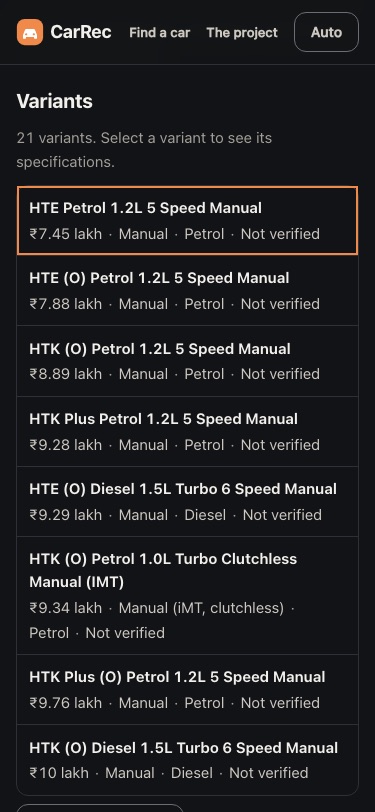 CarRec
Find a car
The project
Auto
Variants
21 variants. Select a variant to see its
specifications.
HTE Petrol 1.2L 5 Speed Manual
₹7.45 lakh · Manual · Petrol · Not verified
HTE (O) Petrol 1.2L 5 Speed Manual
₹7.88 lakh · Manual · Petrol · Not verified
HTK (O) Petrol 1.2L 5 Speed Manual
₹8.89 lakh · Manual · Petrol · Not verified
HTK Plus Petrol 1.2L 5 Speed Manual
₹9.28 lakh · Manual · Petrol · Not verified
HTE (O) Diesel 1.5L Turbo 6 Speed Manual
₹9.29 lakh · Manual · Diesel · Not verified
HTK (O) Petrol 1.0L Turbo Clutchless
Manual (IMT)
₹9.34 lakh · Manual (iMT, clutchless) ·
Petrol · Not verified
HTK Plus (O) Petrol 1.2L 5 Speed Manual
₹9.76 lakh · Manual · Petrol · Not verified
HTK (O) Diesel 1.5L Turbo 6 Speed Manual
₹10 lakh · Manual · Diesel · Not verified